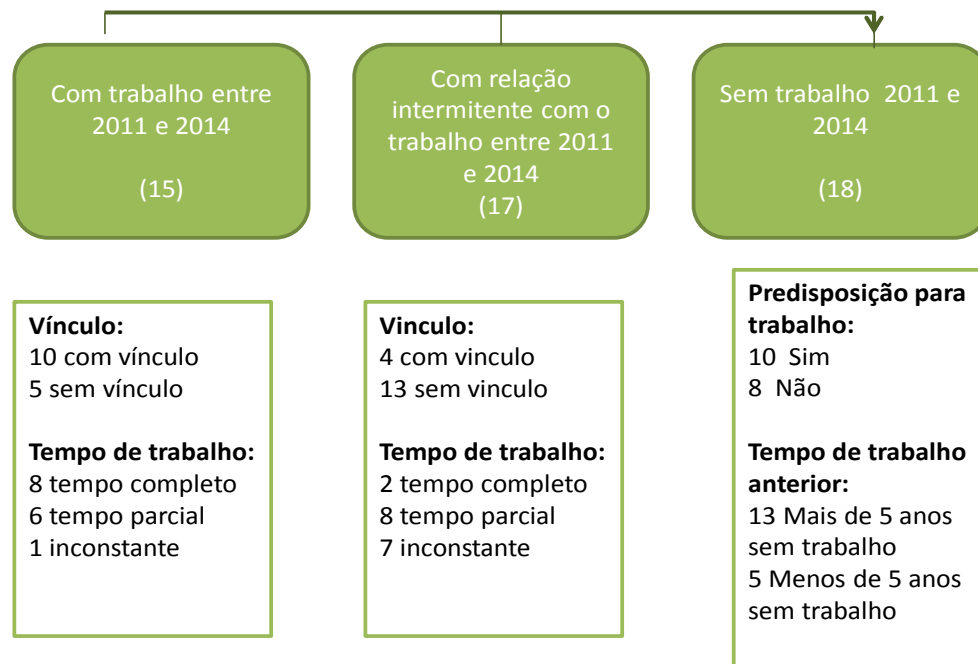 Com trabalho entre
2011 e 2014
(15)
Com relação
intermitente com o
trabalho entre 2011
e 2014
(17)
Sem trabalho 2011 e
2014
(18)
Vínculo:
10 com vínculo
5 sem vínculo
Tempo de trabalho:
8 tempo completo
6 tempo parcial
1 inconstante
Vinculo:
4 com vinculo
13 sem vinculo
Tempo de trabalho:
2 tempo completo
8 tempo parcial
7 inconstante
Predisposição para
trabalho:
10 Sim
8 Não
Tempo de trabalho
anterior:
13 Mais de 5 anos
sem trabalho
5 Menos de 5 anos
sem trabalho